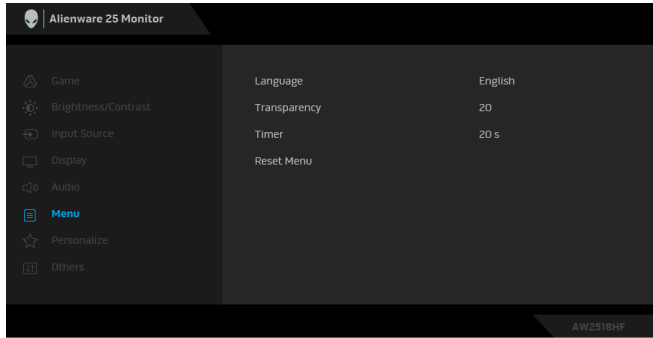 Alienware 25 Monitor
Game Language English
Brightness/Contrast Transparency 20
Input Source Timer 20 s
Display Reset Menu
Audio
Menu
Personalize
Others
AW2518HF